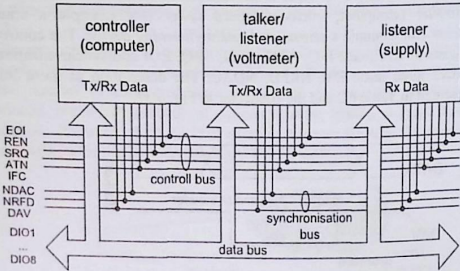 controller
(computer)
Tx/Rx Data
talker/
listener
(voltmeter)
Tx/Rx Data
listener
(supply)
Rx Data
EOI
REN
SRQ
ATN
IFC
controll bus
NDAC
NRFD
DAV
synchronisation
bus
DIO1
...
DIO8
data bus